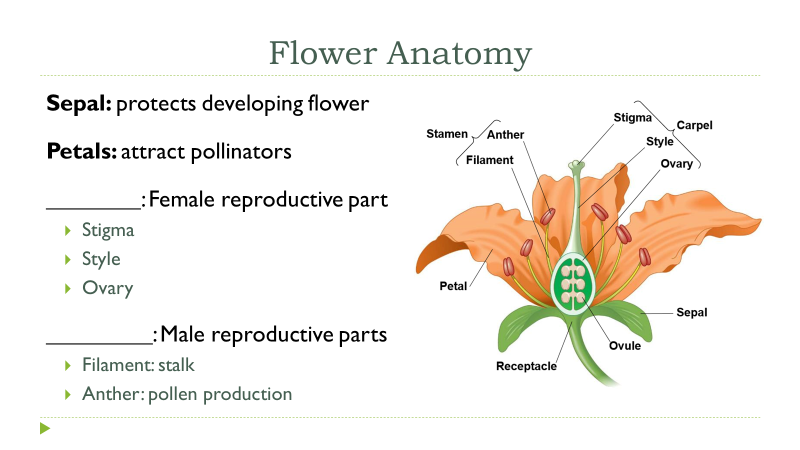 Flower Anatomy
Sepal: protects developing flower
Petals: attract pollinators
________: Female reproductive part
Stigma
Style
Ovary
_________: Male reproductive parts
Filament: stalk
Anther: pollen production
Stamen
Anther
Filament
Stigma
Carpel
Style
Ovary
Petal
Sepal
Ovule
Receptacle